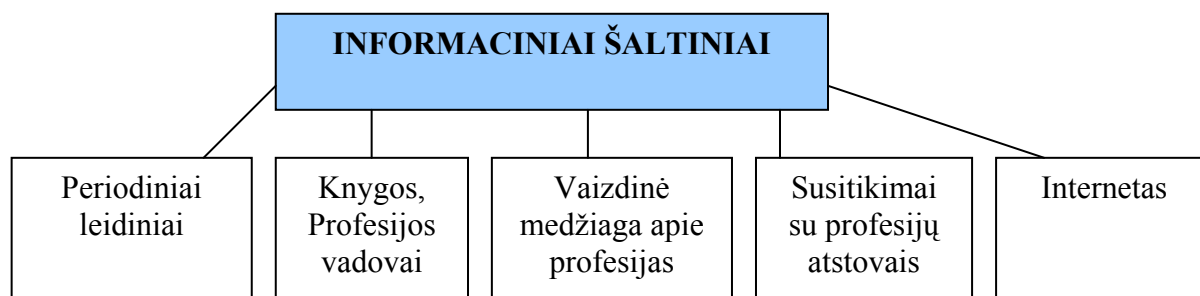 INFORMACINIAI ŠALTINIAI
Periodiniai
leidiniai
Knygos,
Profesijos
vadovai
Vaizdinė
medžiaga apie
profesijas
Susitikimai
su profesijų
atstovais
Internetas